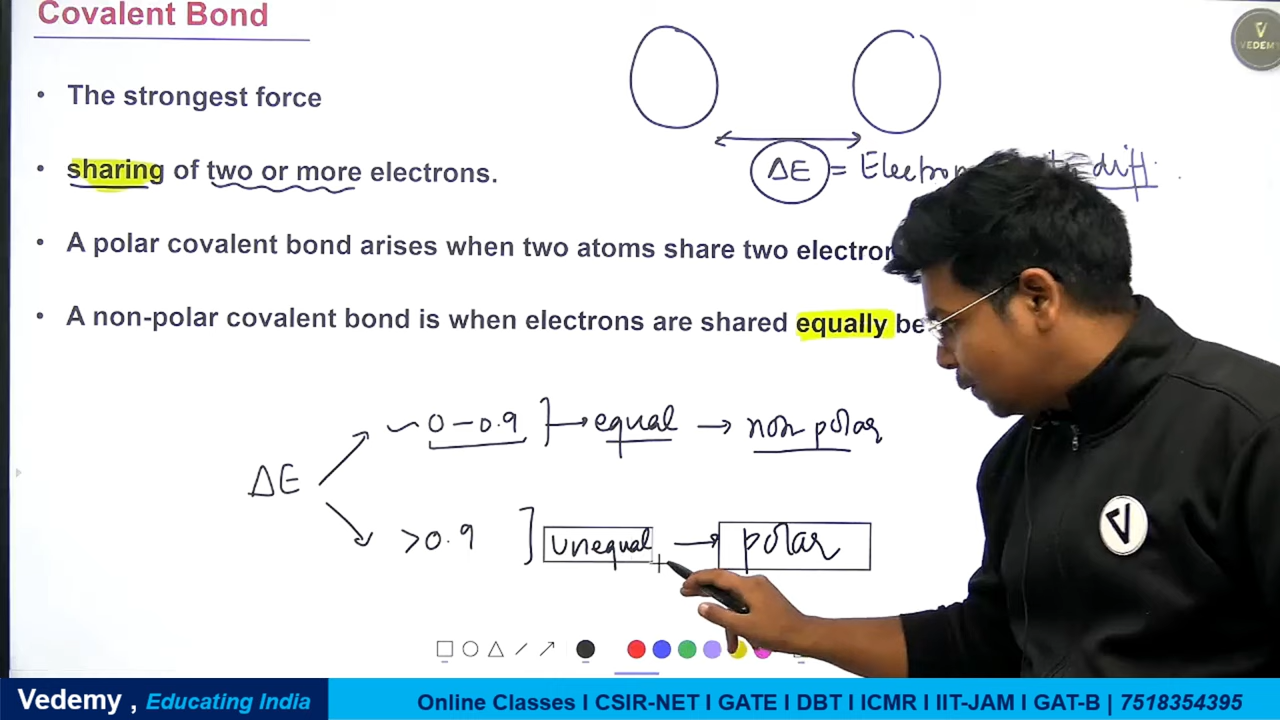 Covalent Bond
VEDEMY
• The strongest force
• sharing of two or more electrons.
ΔE = Electron diff.
• A polar covalent bond arises when two atoms share two electron
• A non-polar covalent bond is when electrons are shared equally be
ΔE
0 - 0.9 } → equal → non polar
>0.9 ] unequal → polar
Vedemy , Educating India
Online Classes I CSIR-NET I GATE I DBT I ICMR I IIT-JAM I GAT-B | 7518354395